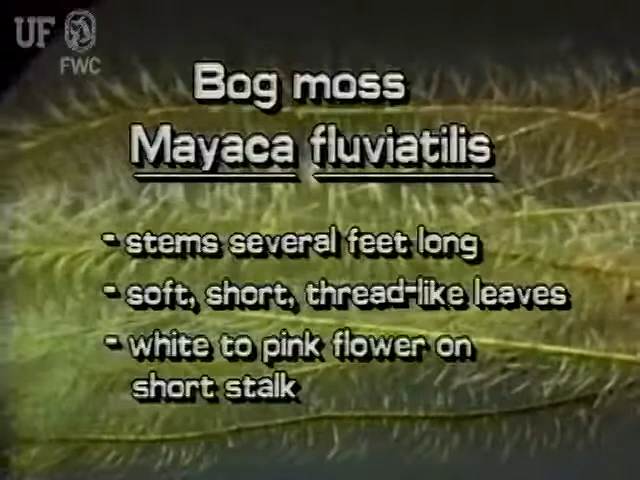 UF
FWC
Bog moss
Mayaca fluviatilis
- stems several feet long
- soft, short, thread-like leaves
- white to pink flower on
short stalk